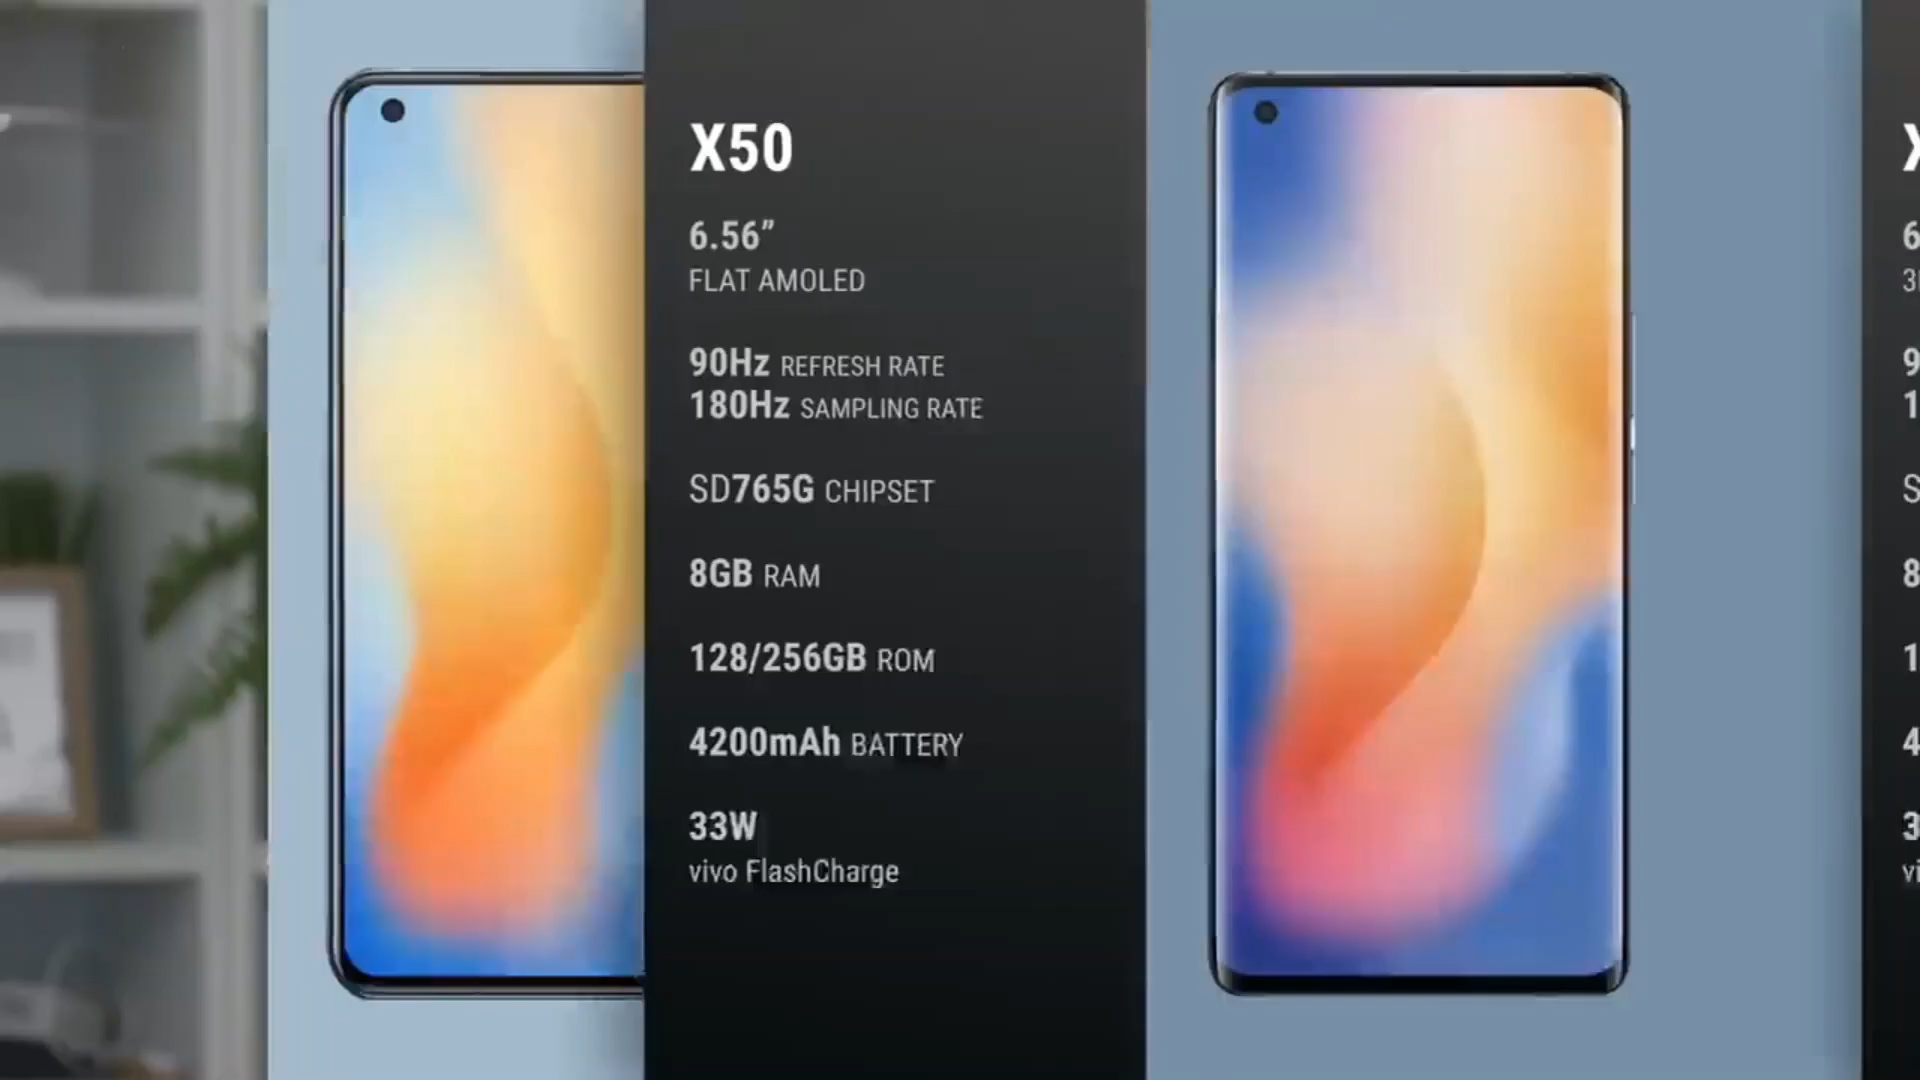 X50
6.56”
FLAT AMOLED
90Hz REFRESH RATE
180Hz SAMPLING RATE
SD765G CHIPSET
8GB RAM
128/256GB ROM
4200mAh BATTERY
33W
vivo FlashCharge